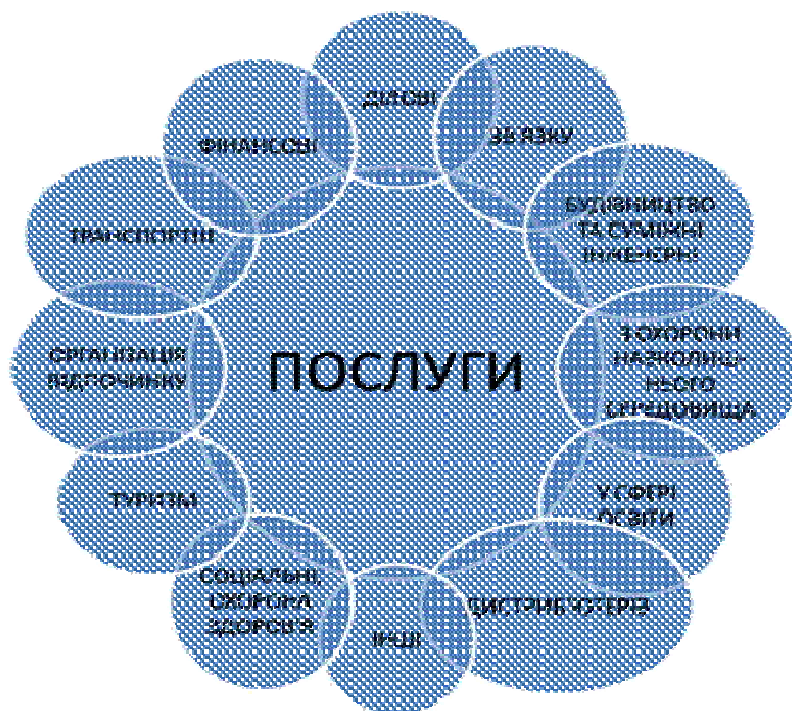 ДІЛОВІ
ЗВ'ЯЗКУ
БУДІВНИЦТВО
ТА СУМІЖНІ
ІНЖЕНЕРНІ
З ОХОРОНИ
НАВКОЛИШ-
НЬОГО
СЕРЕДОВИЩА
У СФЕРІ
ОСВІТИ
ІНШІ
СОЦІАЛЬНІ,
ОХОРОНА
ЗДОРОВ'Я
ТУРИЗМ
ОРГАНІЗАЦІЯ
ВІДПОЧИНКУ
ТРАНСПОРТНІ
ФІНАНСОВІ
ПОСЛУГИ